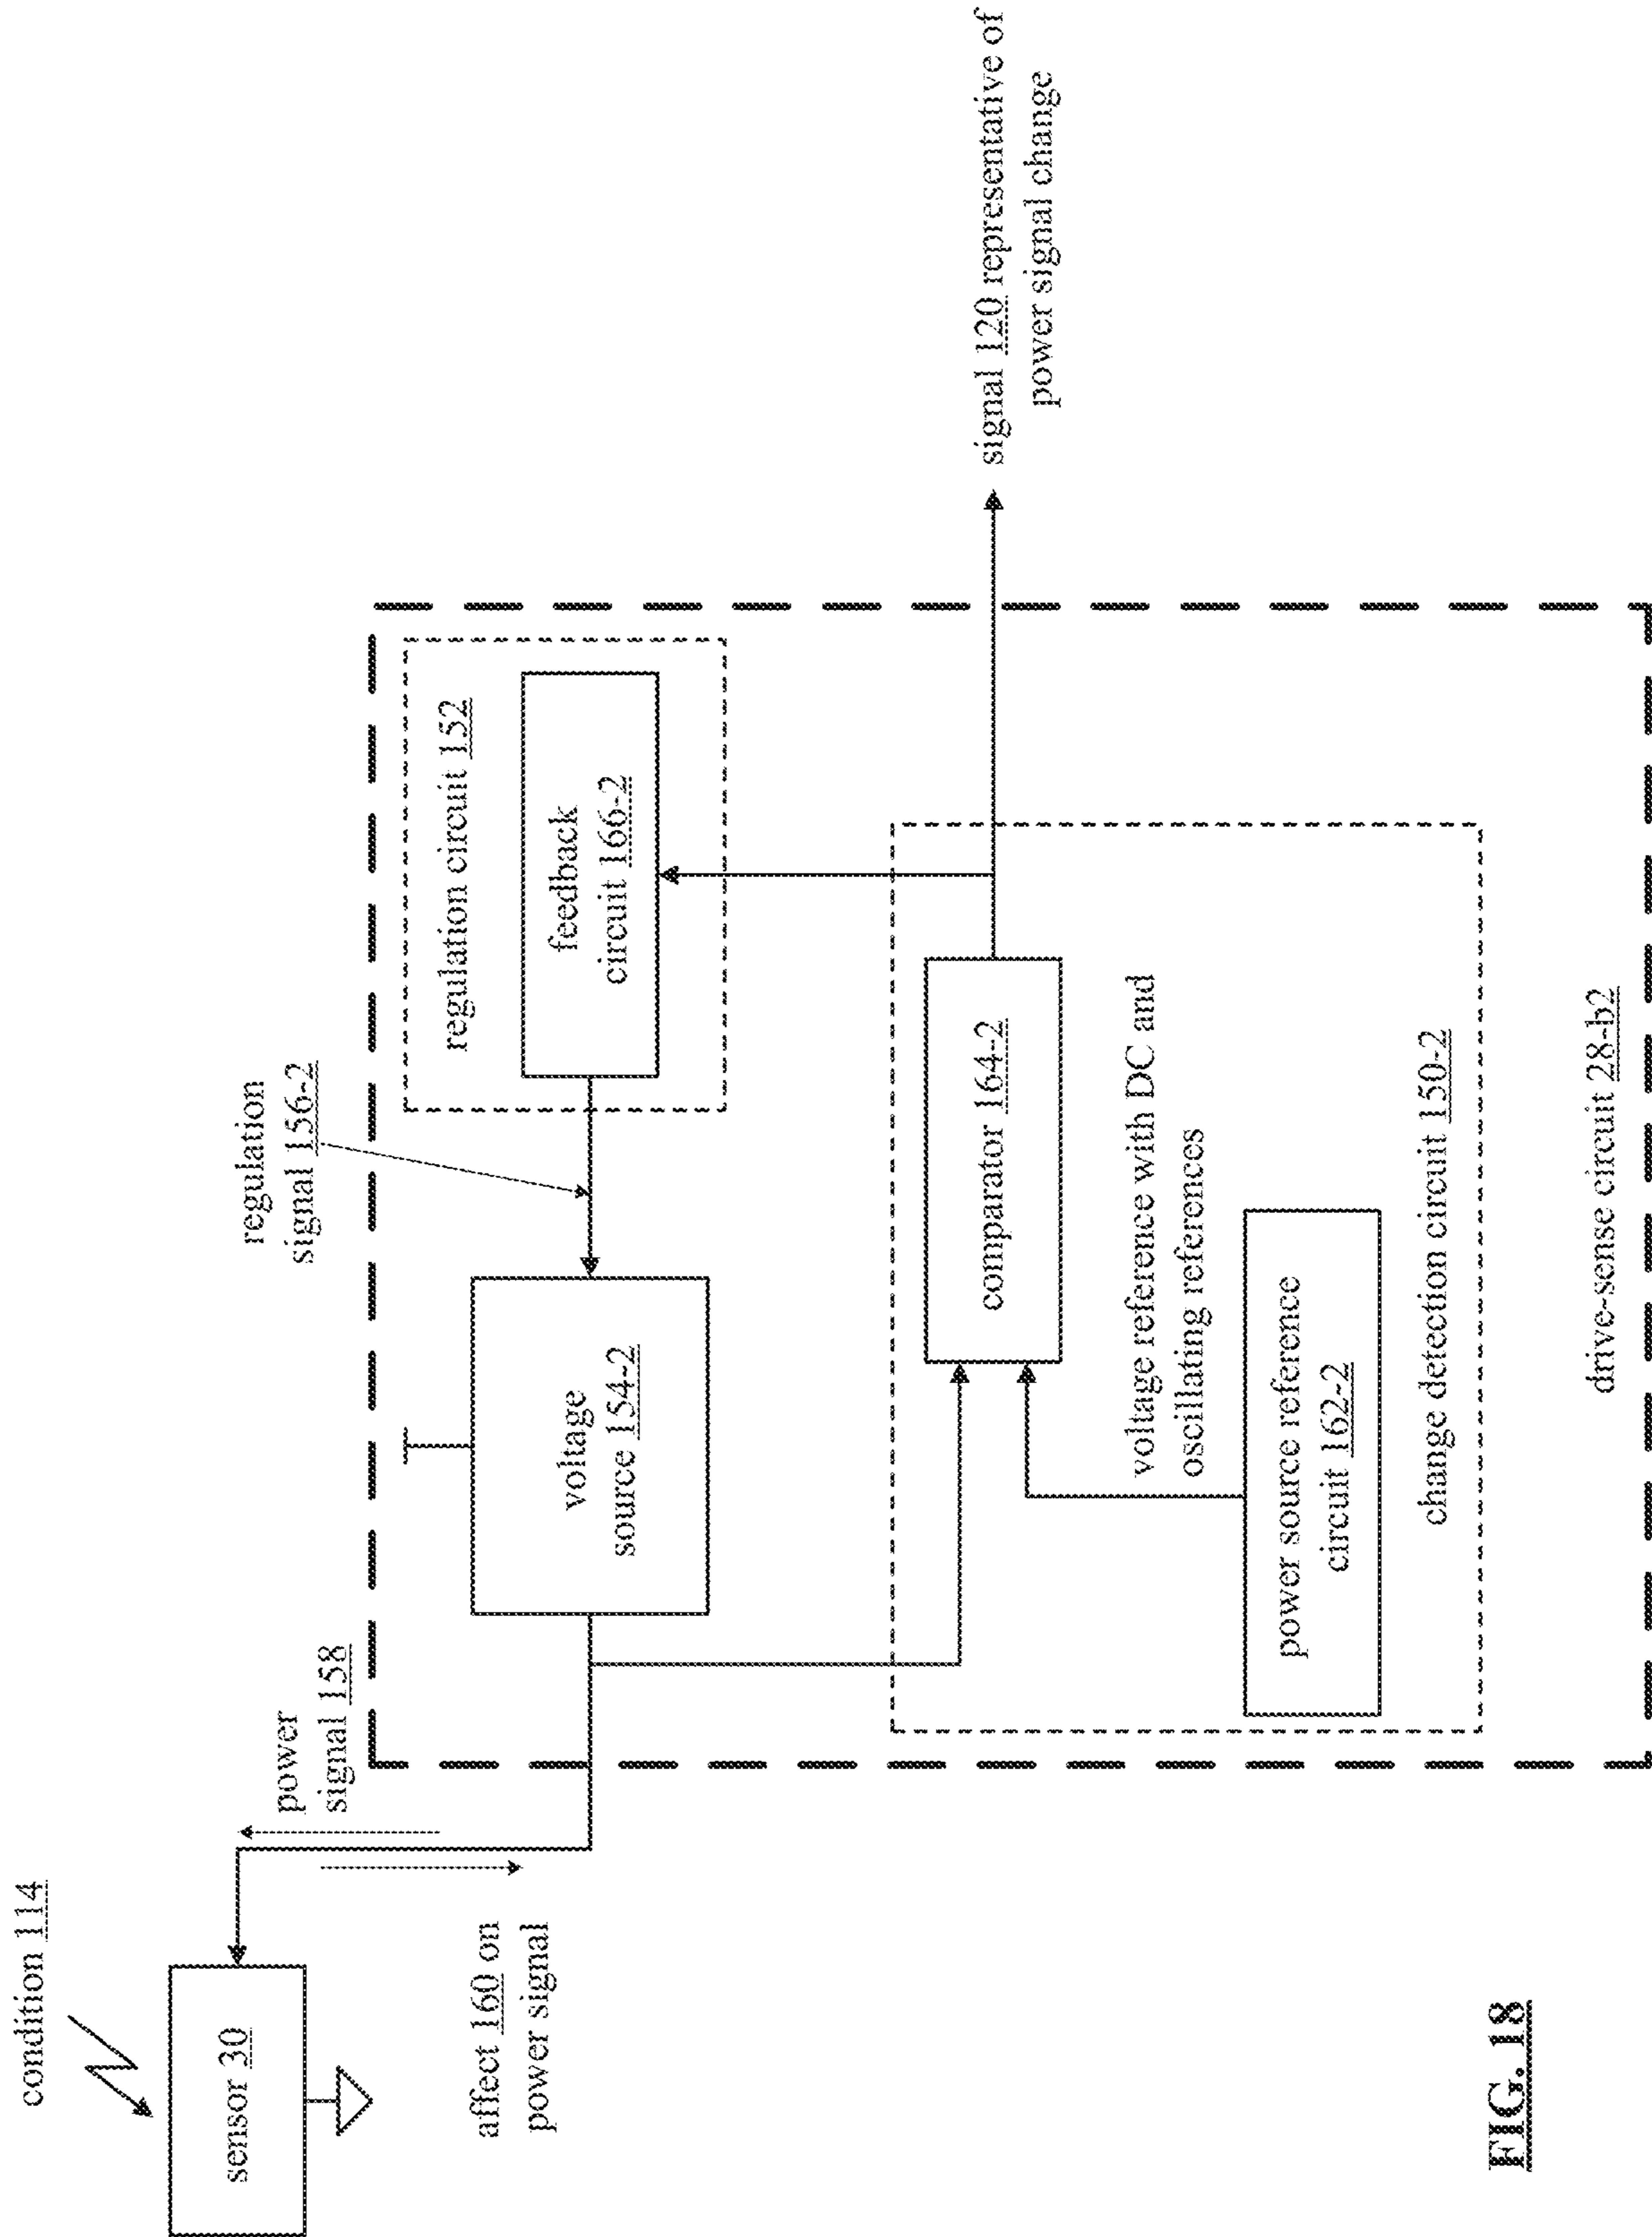 condition 114
sensor 30
affect 160 on
power signal
power
signal 158
voltage
source 154-2
regulation
signal 156-2
regulation circuit 152
feedback
circuit 166-2
comparator 164-2
voltage reference with DC and
oscillating references
power source reference
circuit 162-2
change detection circuit 150-2
drive-sense circuit 28-b2
signal 120 representative of
power signal change
FIG. 18